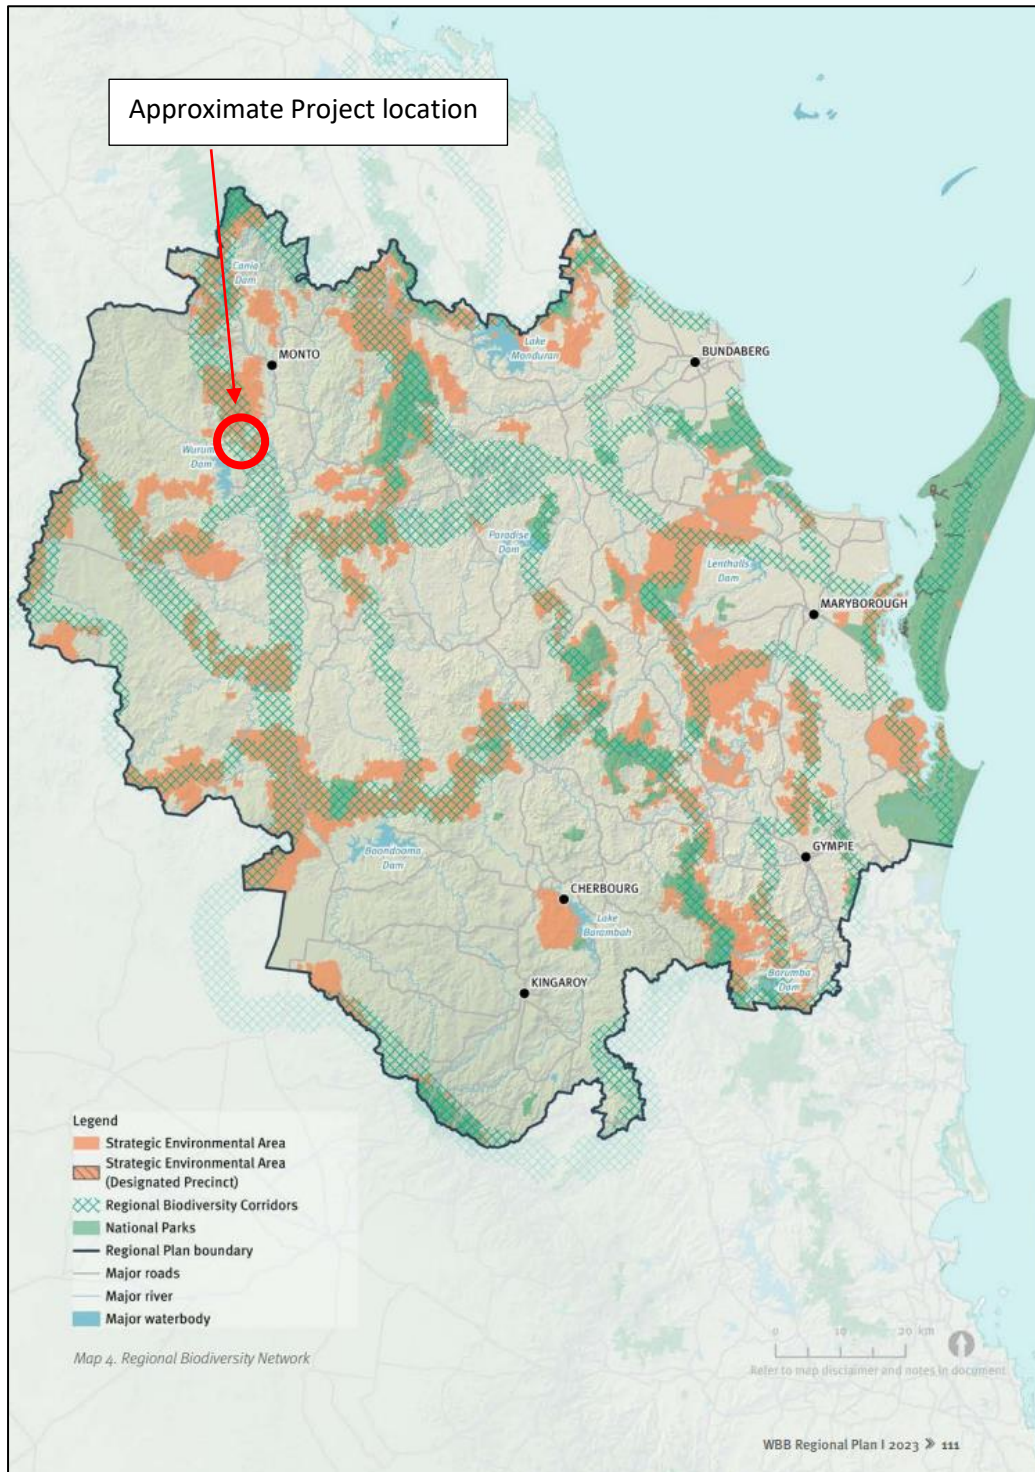 Approximate Project location
Cania
Dam
MONTO
Lake
Monduran
BUNDABERG
Dam
Paradise
Dam
Lenthalls
Dam
MARYBOROUGH
Boondooma
Dam
GYMPIE
CHERBOURG
Lake
Barambah
KINGAROY
Borumba
Dam
Legend
Strategic Environmental Area
Strategic Environmental Area
(Designated Precinct)
Regional Biodiversity Corridors
National Parks
Regional Plan boundary
Major roads
Major river
Major waterbody
Map 4. Regional Biodiversity Network
0 10 20 km
Refer to map disclaimer and notes in document
WBB Regional Plan I 2023 » 111